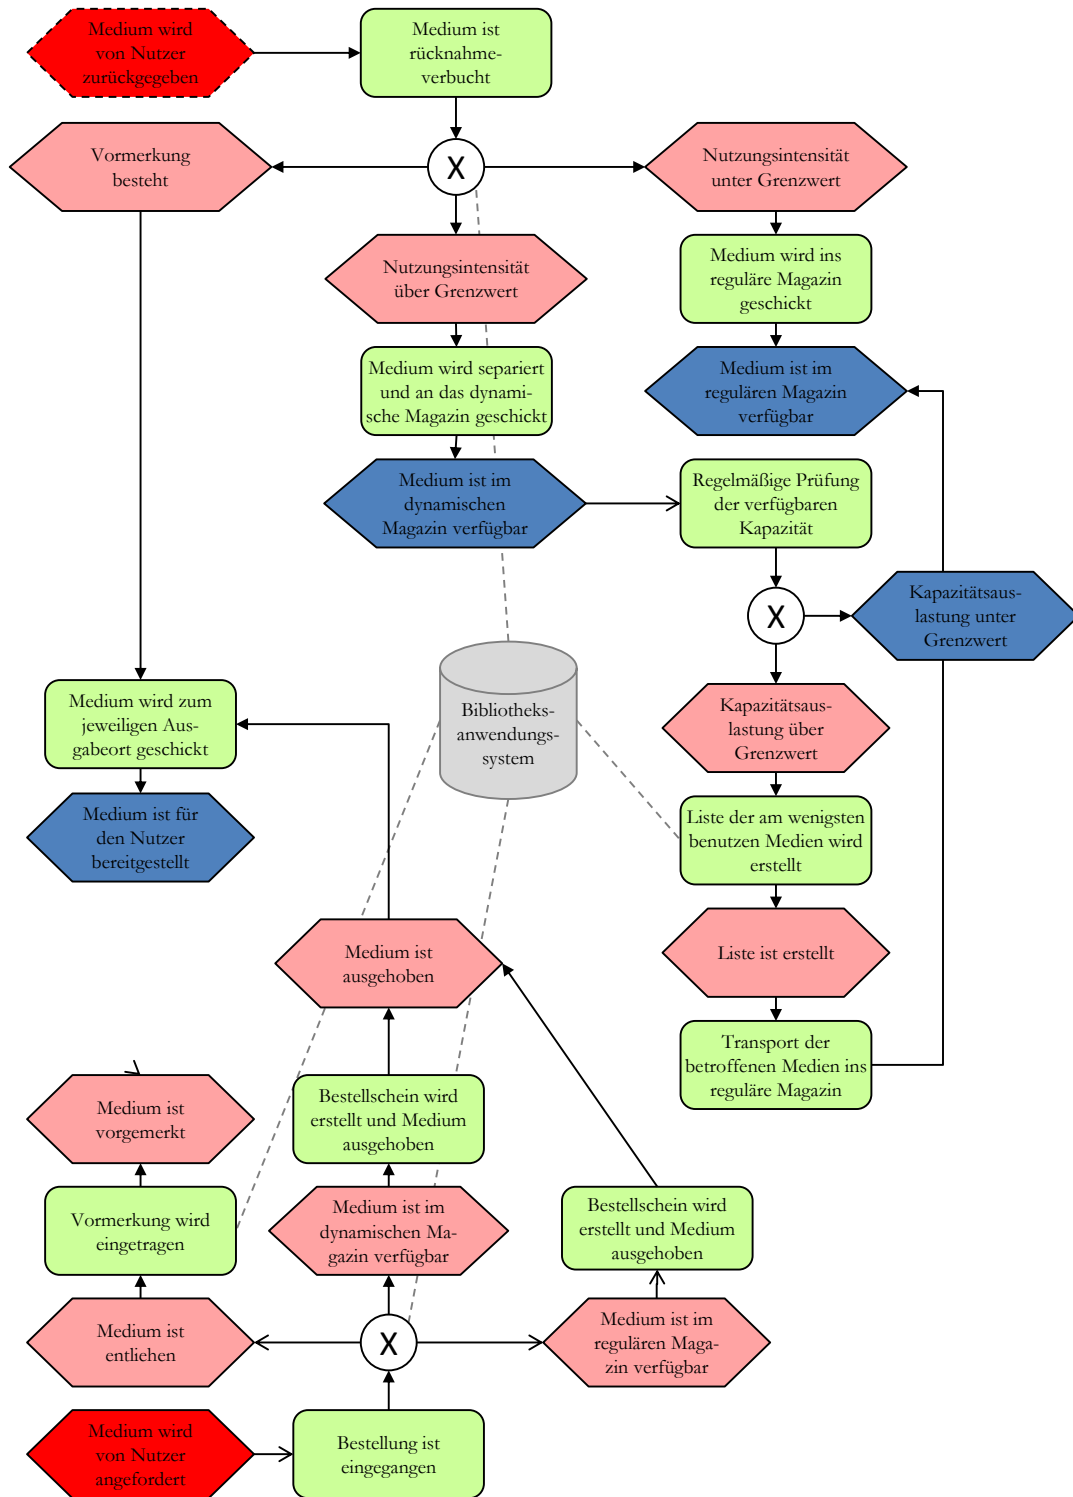 Medium wird
von Nutzer
zurückgegeben
Medium ist
rücknahme-
verbucht
Vormerkung
besteht
X
Nutzungsintensität
unter Grenzwert
Nutzungsintensität
über Grenzwert
Medium wird ins
reguläre Magazin
geschickt
Medium wird separiert
und an das dynami-
sche Magazin geschickt
Medium ist im
regulären Magazin
verfügbar
Medium ist im
dynamischen
Magazin verfügbar
Regelmäßige Prüfung
der verfügbaren
Kapazität
X
Kapazitätsaus-
lastung unter
Grenzwert
Medium wird zum
jeweiligen Aus-
gabeort geschickt
Bibliotheks-
anwendungs-
system
Kapazitätsaus-
lastung über
Grenzwert
Medium ist für
den Nutzer
bereitgestellt
Liste der am wenigsten
benutzen Medien wird
erstellt
Medium ist
ausgehoben
Liste ist erstellt
Transport der
betroffenen Medien ins
reguläre Magazin
Medium ist
vorgemerkt
Bestellschein wird
erstellt und Medium
ausgehoben
Vormerkung wird
eingetragen
Medium ist im
dynamischen Ma-
gazin verfügbar
Bestellschein wird
erstellt und Medium
ausgehoben
Medium ist
entliehen
X
Medium ist im
regulären Maga-
zin verfügbar
Medium wird
von Nutzer
angefordert
Bestellung ist
eingegangen